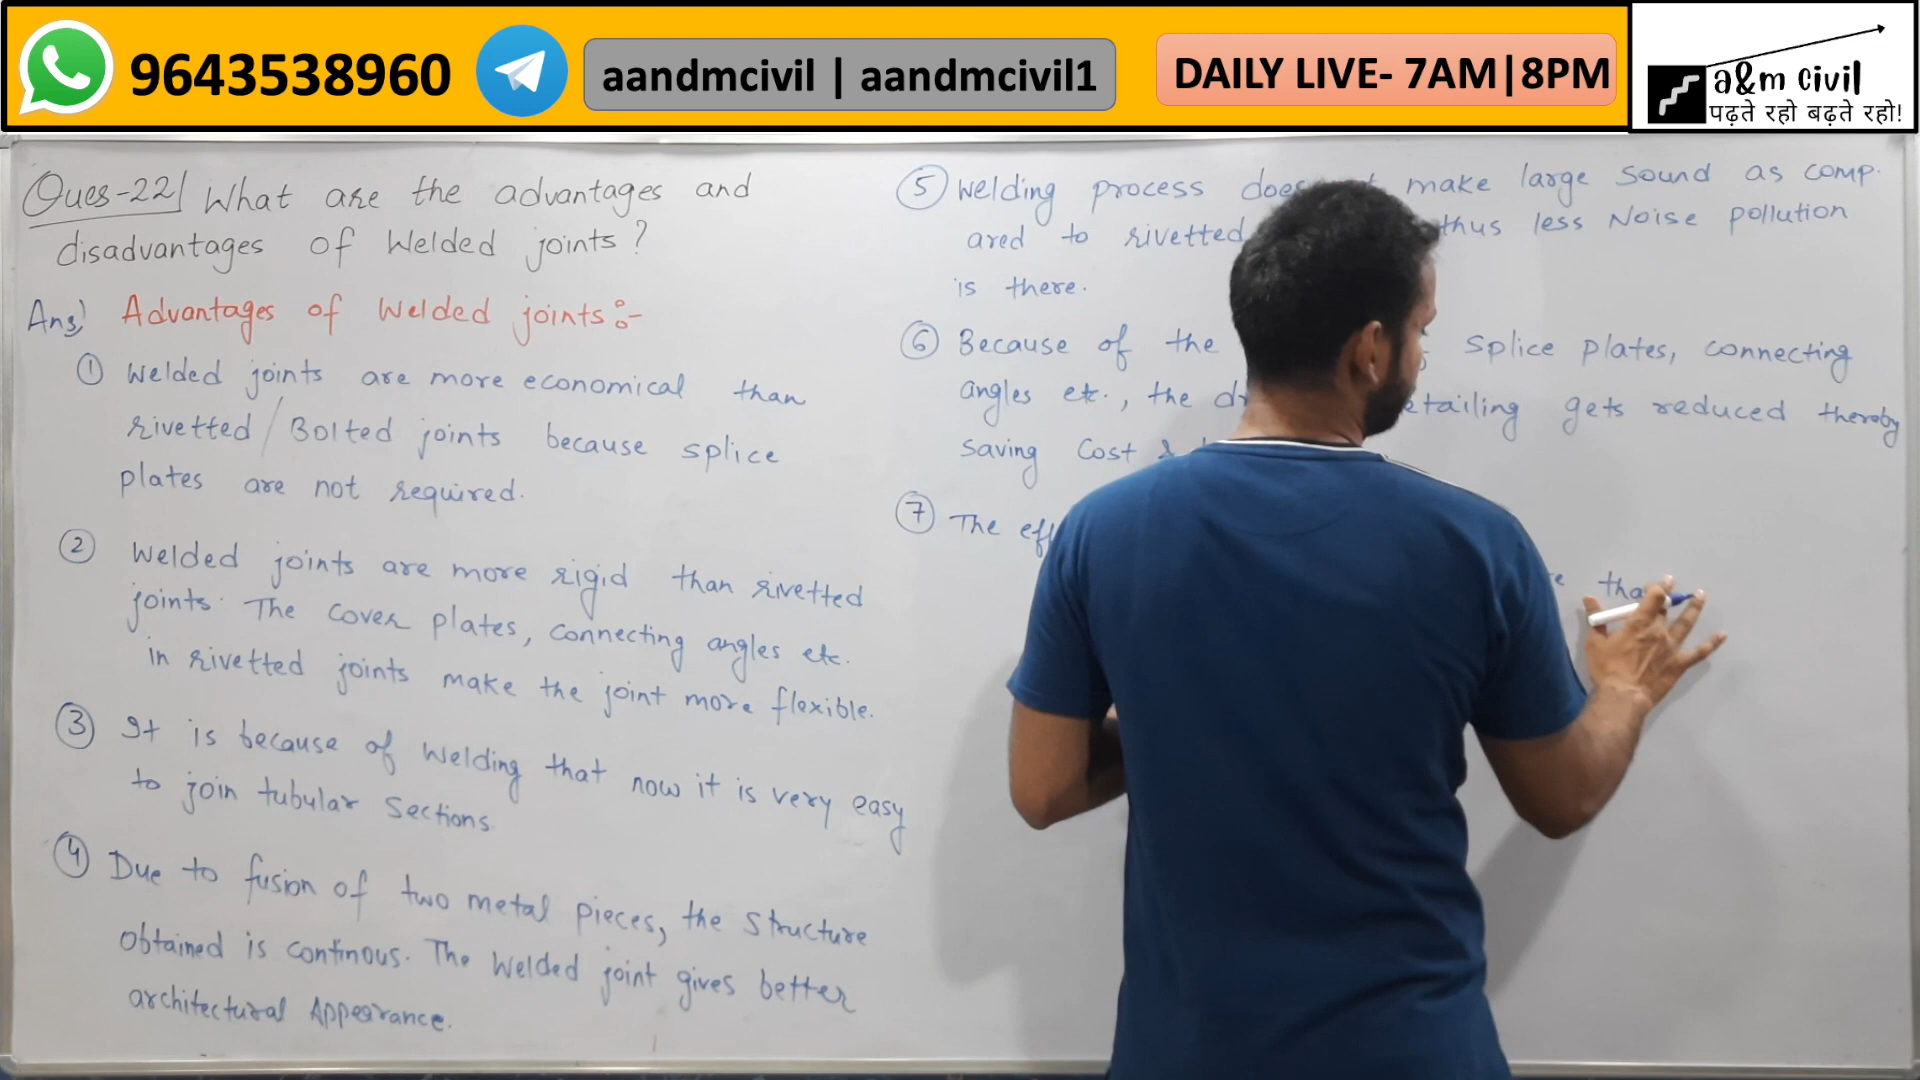 9643538960
aandmcivil | aandmcivil1
DAILY LIVE- 7AM|8PM
a&m civil
पढ़ते रहो बढ़ते रहो!
Ques-22) What are the advantages and
disadvantages of Welded joints?
Ans) Advantages of Welded joints:-
① Welded joints are more economical than
rivetted/Bolted joints because splice
plates are not required.
② Welded joints are more rigid than rivetted
joints. The cover plates, connecting angles etc.
in rivetted joints make the joint more flexible.
③ It is because of welding that now it is very easy
to join tubular sections.
④ Due to fusion of two metal pieces, the structure
obtained is continous. The welded joint gives better
architectural Appearance.
⑤ Welding process make large sound as comp.
ared to rivetted thus less Noise pollution
is there.
⑥ Because of the splice plates, connecting
angles etc., the gets reduced thereby
saving cost
⑦ The